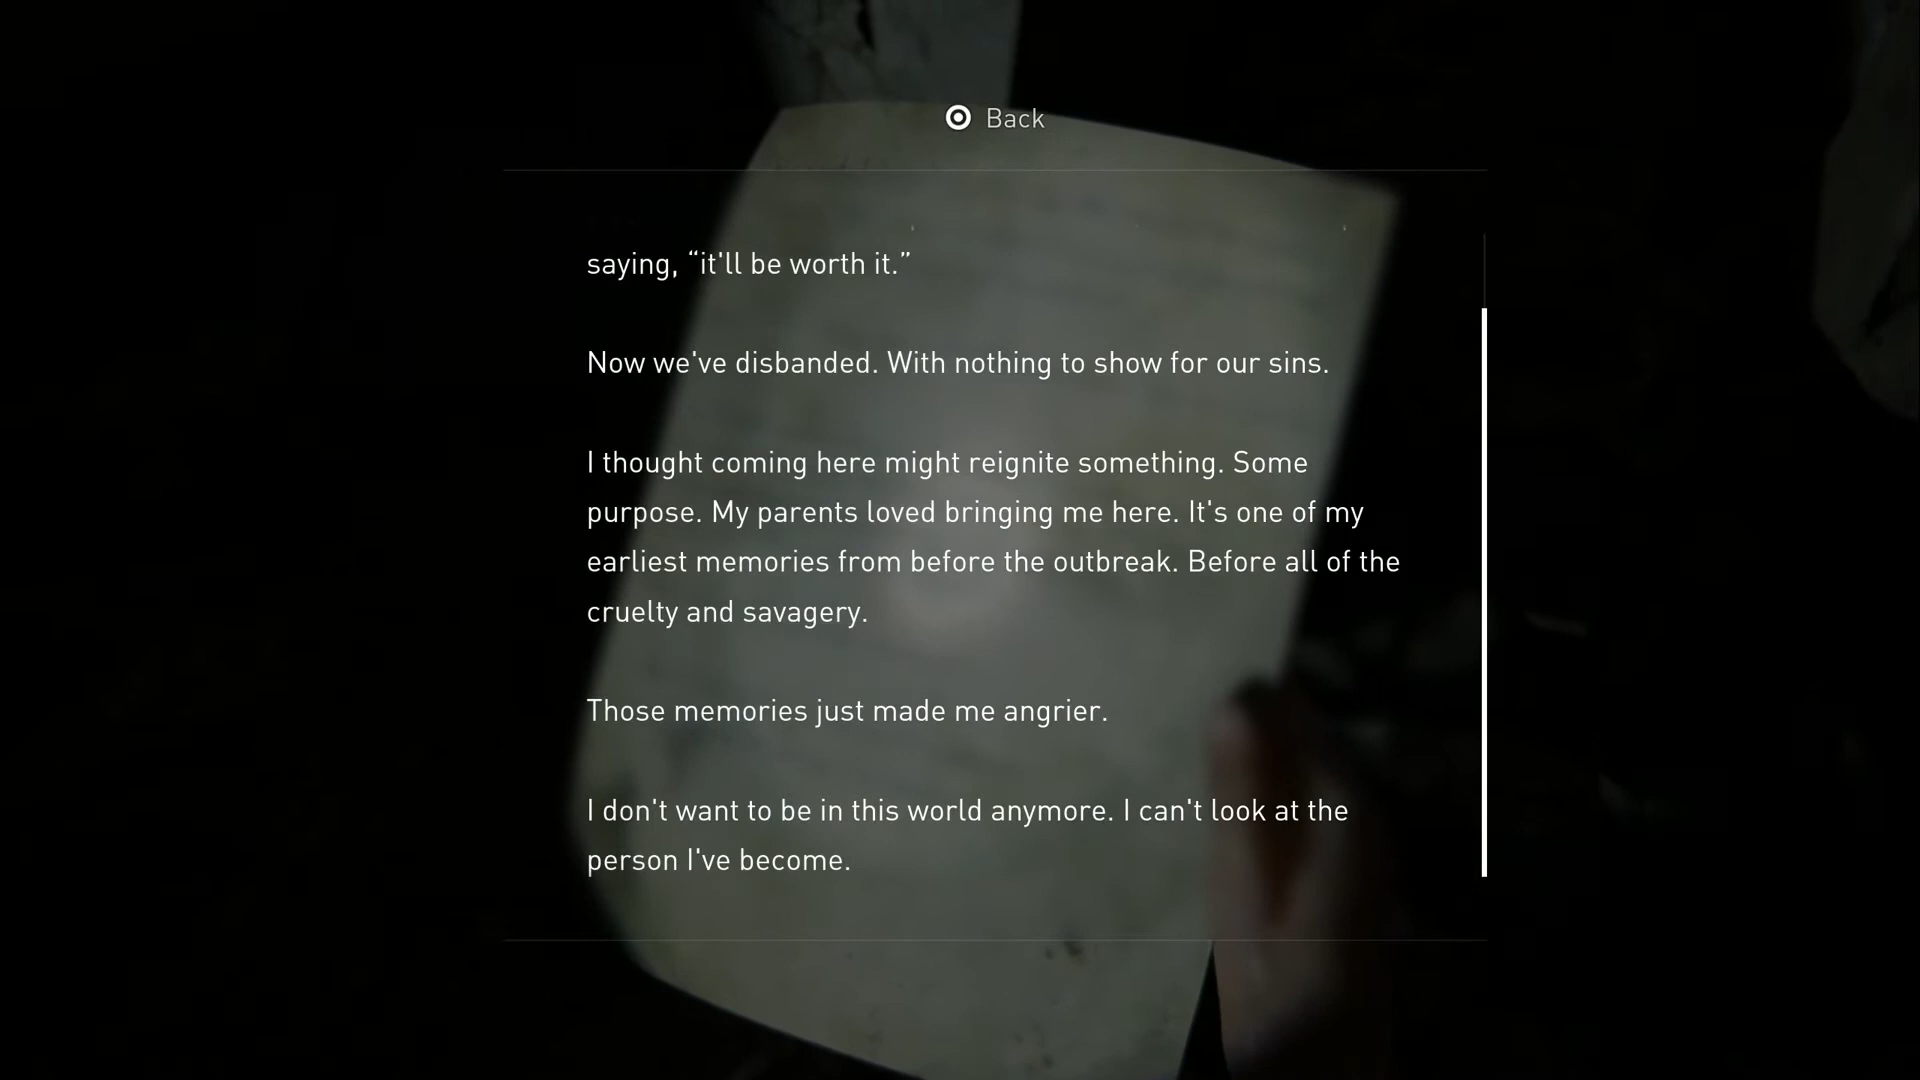 Back
saying, “it'll be worth it.”
Now we've disbanded. With nothing to show for our sins.
I thought coming here might reignite something. Some
purpose. My parents loved bringing me here. It's one of my
earliest memories from before the outbreak. Before all of the
cruelty and savagery.
Those memories just made me angrier.
I don't want to be in this world anymore. I can't look at the
person I've become.